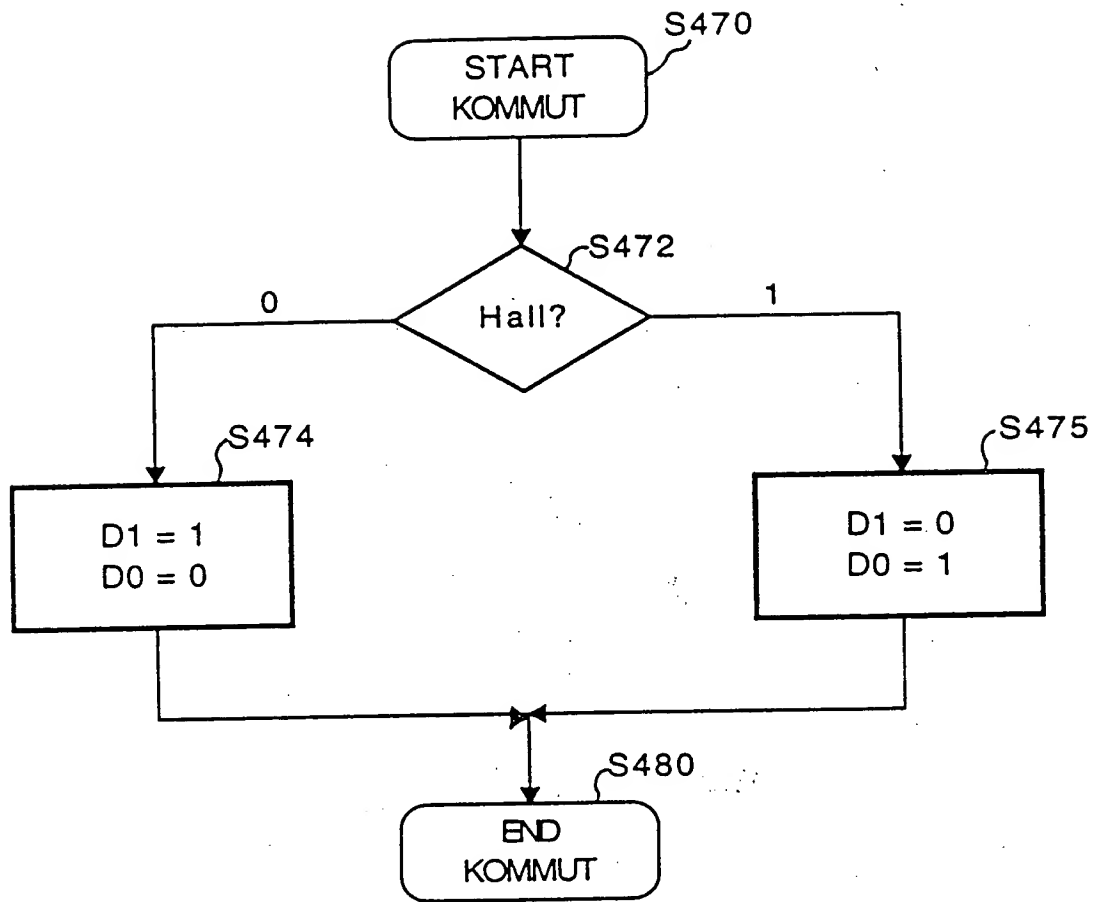 S470
START
KOMMUT
S472
Hall?
0
1
S474
S475
D1 = 1
D0 = 0
D1 = 0
D0 = 1
S480
END
KOMMUT